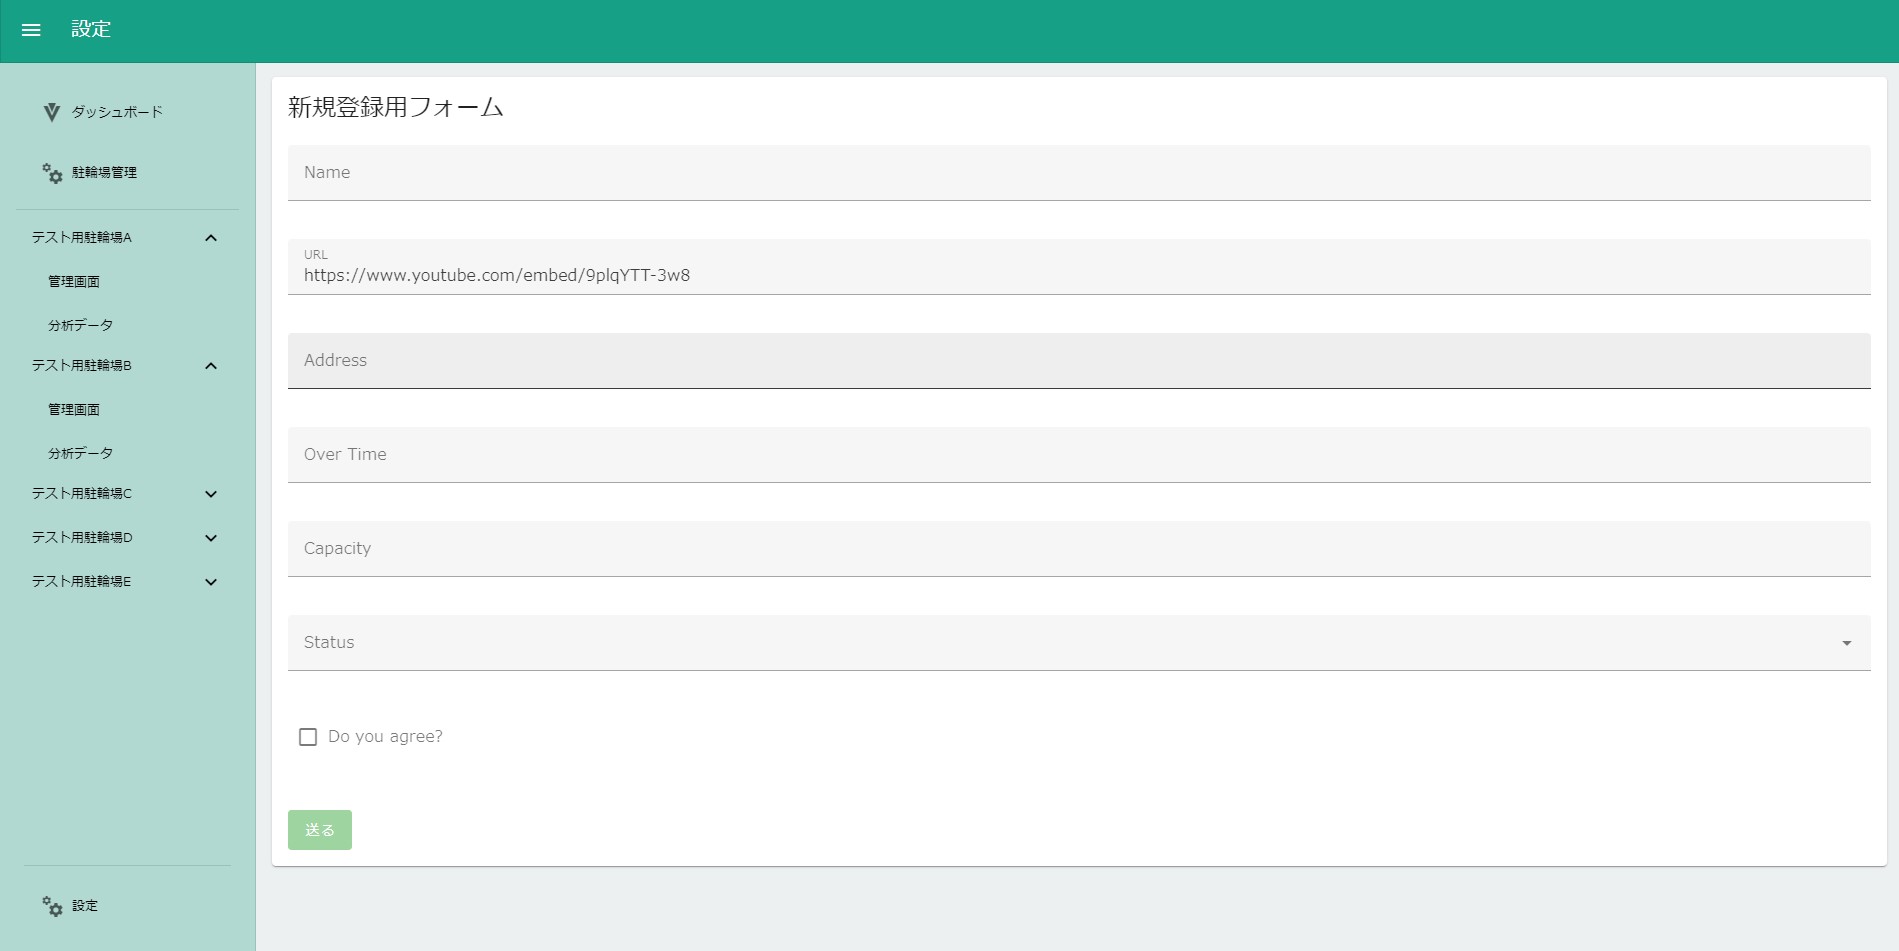 設定
ダッシュボード
駐輪場管理
テスト用駐輪場A
管理画面
分析データ
テスト用駐輪場B
管理画面
分析データ
テスト用駐輪場C
テスト用駐輪場D
テスト用駐輪場E
設定
新規登録用フォーム
Name
URL
https://www.youtube.com/embed/9plqYTT-3w8
Address
Over Time
Capacity
Status
Do you agree?
送る